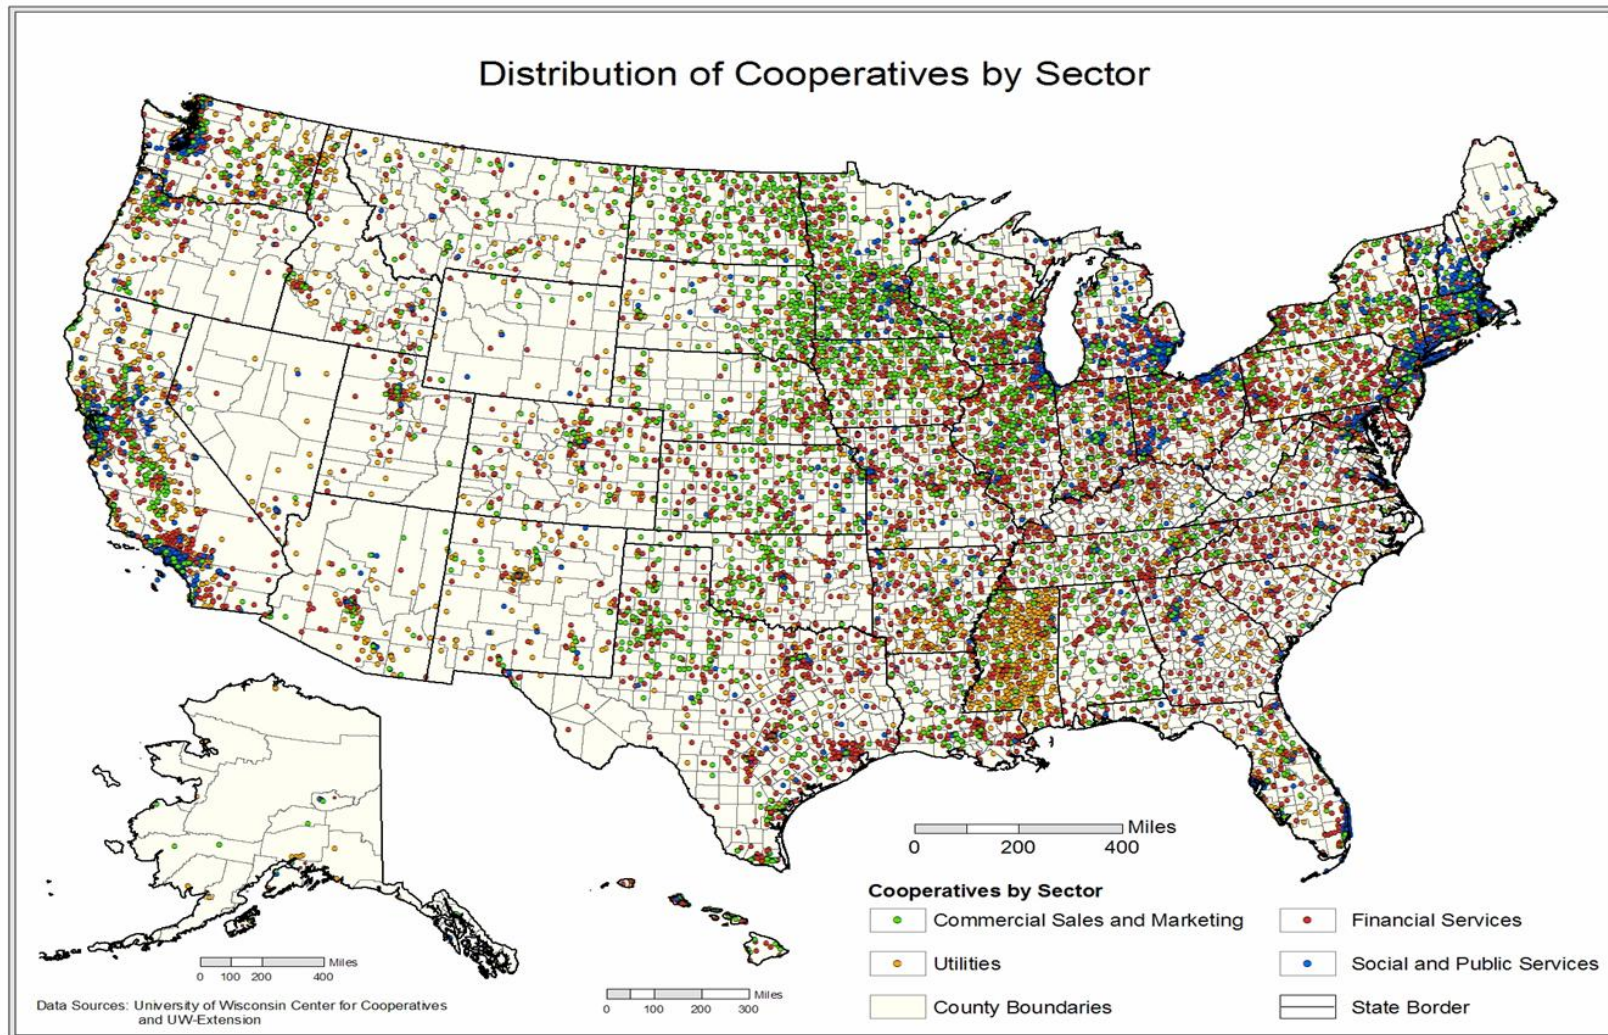 Distribution of Cooperatives by Sector
Miles
0 200 400
Cooperatives by Sector
Commercial Sales and Marketing
Financial Services
Utilities
Social and Public Services
County Boundaries
State Border
Miles
0 100 200 400
Miles
0 100 200 300
Data Sources: University of Wisconsin Center for Cooperatives
and UW-Extension